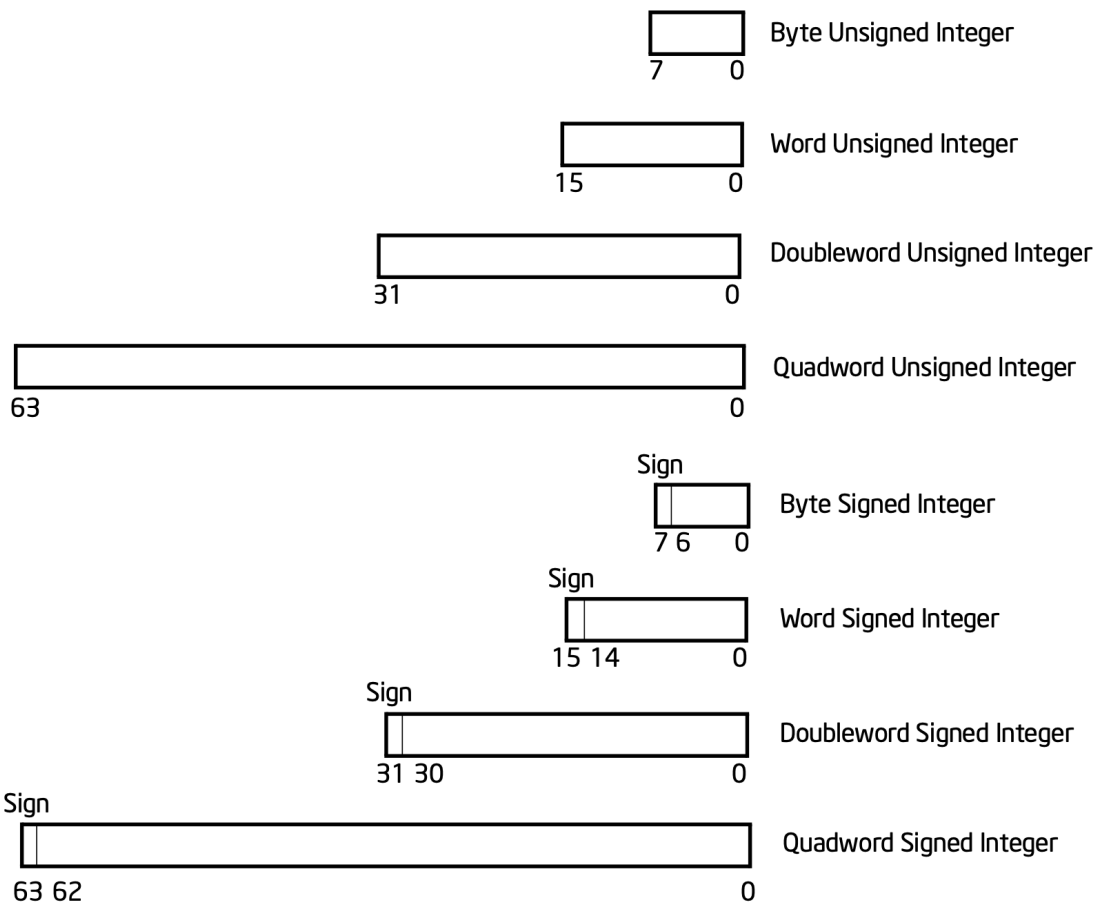 Byte Unsigned Integer
7 0
Word Unsigned Integer
15 0
Doubleword Unsigned Integer
31 0
Quadword Unsigned Integer
63 0
Sign
Byte Signed Integer
7 6 0
Sign
Word Signed Integer
15 14 0
Sign
Doubleword Signed Integer
31 30 0
Sign
Quadword Signed Integer
63 62 0